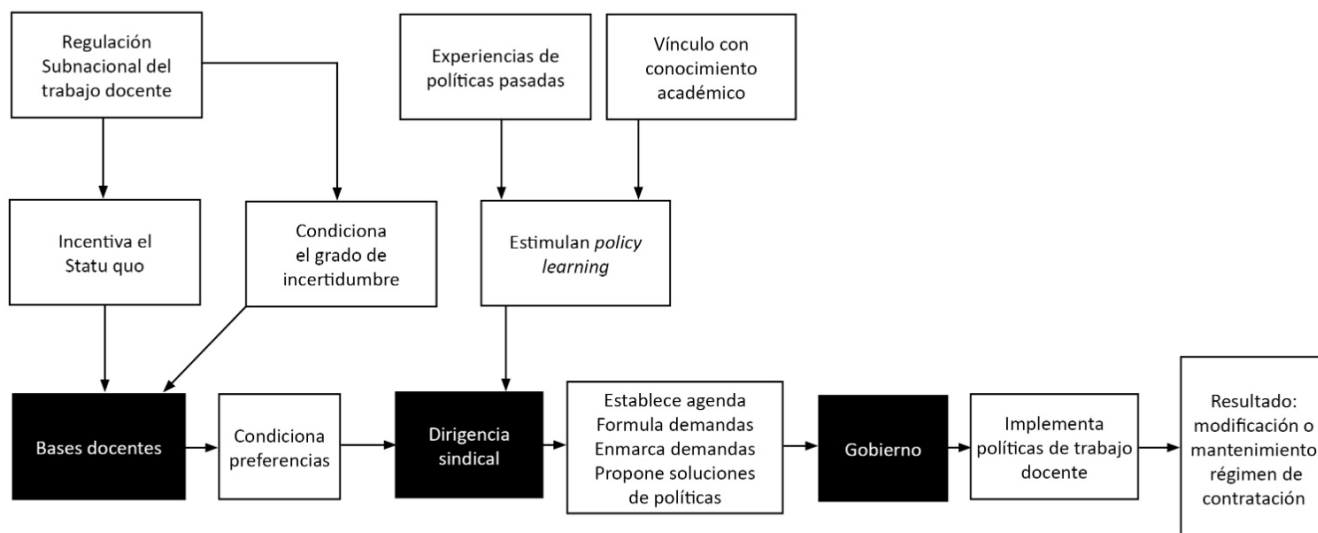 Regulación
Subnacional del
trabajo docente
Experiencias de
políticas pasadas
Vínculo con
conocimiento
académico
Incentiva el
Statu quo
Condiciona
el grado de
incertidumbre
Estimulan policy
learning
Bases docentes
Condiciona
preferencias
Dirigencia
sindical
Establece agenda
Formula demandas
Enmarca demandas
Propone soluciones
de políticas
Gobierno
Implementa
políticas de trabajo
docente
Resultado:
modificación o
mantenimiento
régimen de
contratación